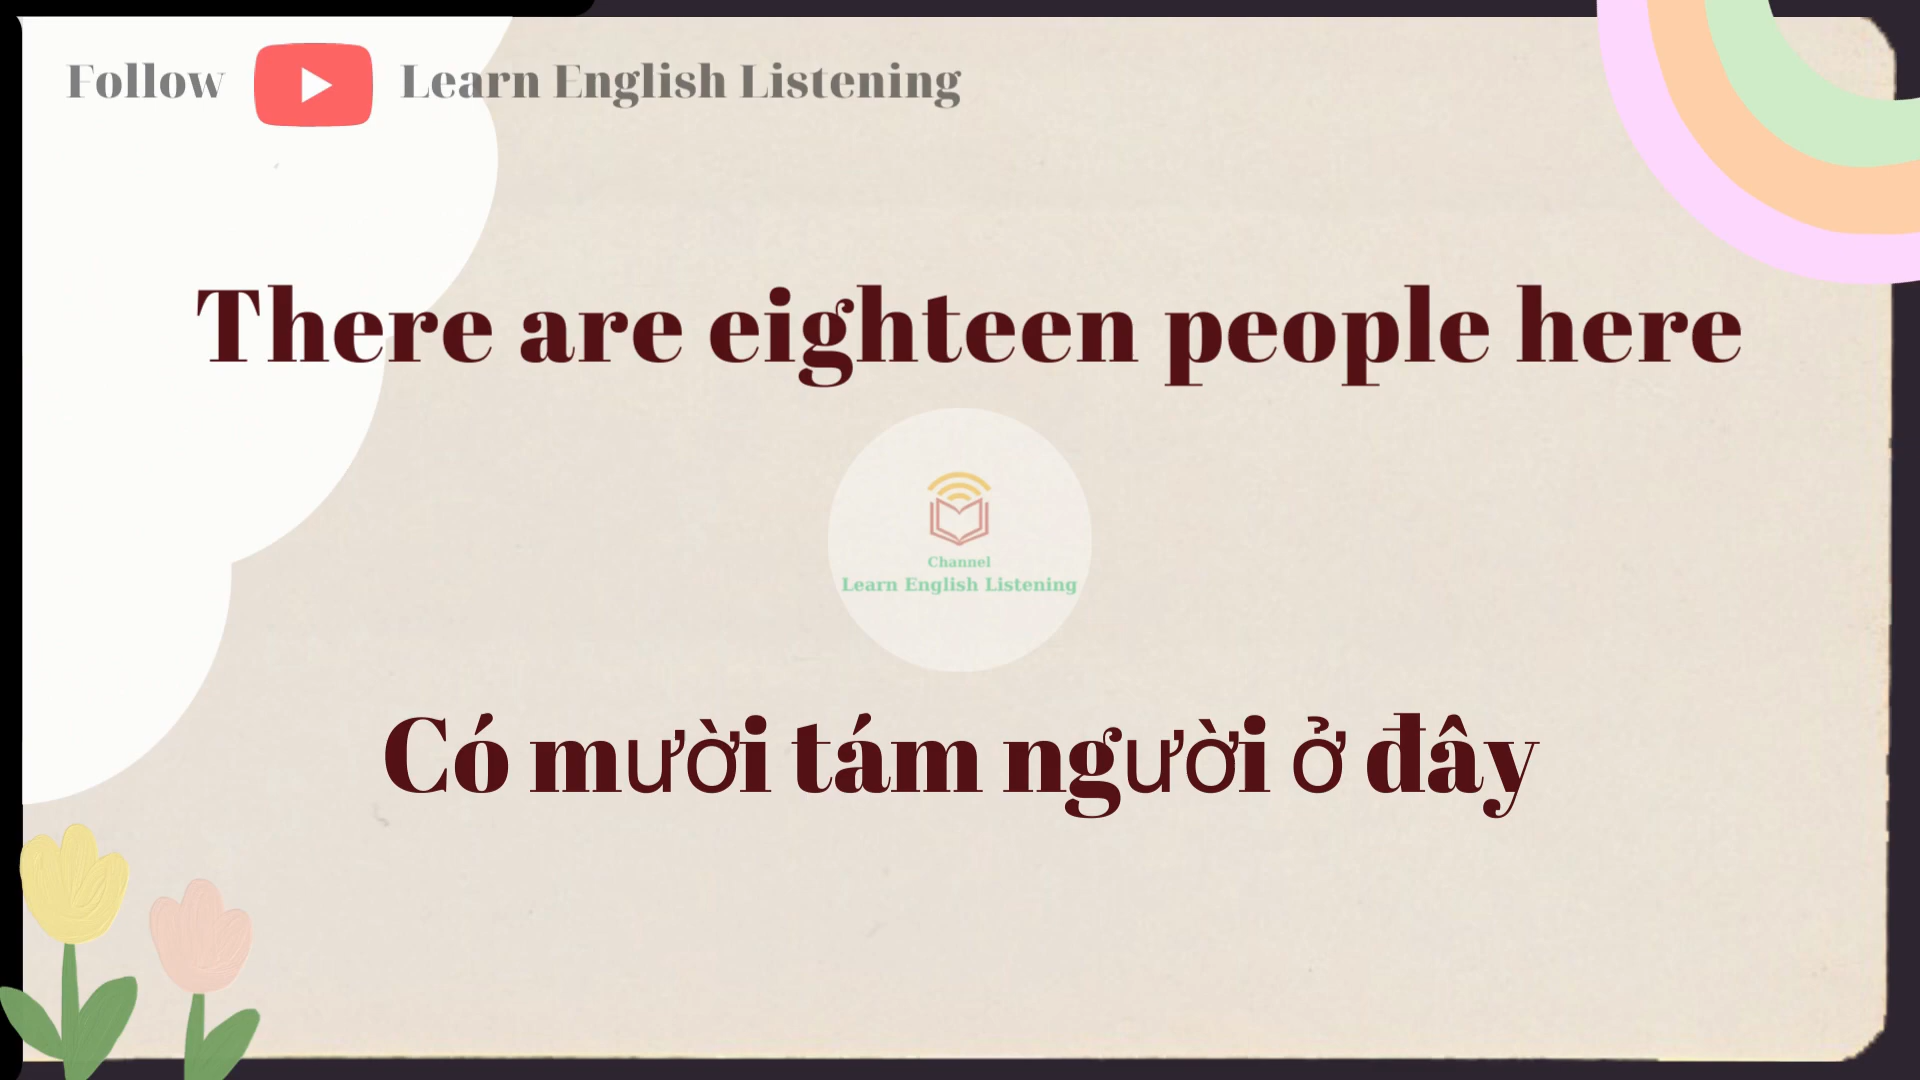 Follow Learn English Listening
There are eighteen people here
Channel
Learn English Listening
Có mười tám người ở đây